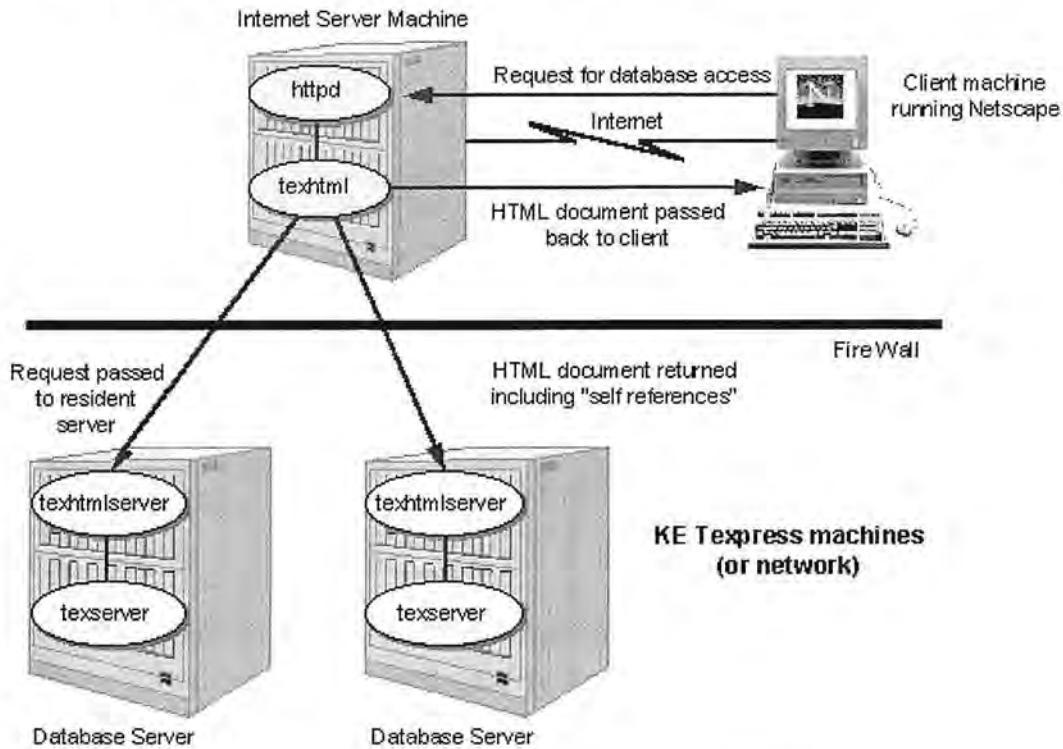 Internet Server Machine
httpd
Request for database access
Client machine
running Netscape
Internet
texhtml
HTML document passed
back to client
Fire Wall
Request passed
to resident
server
HTML document returned
including "self references"
texhtmlserver
texhtmlserver
KE Texpress machines
(or network)
texserver
texserver
Database Server
Database Server